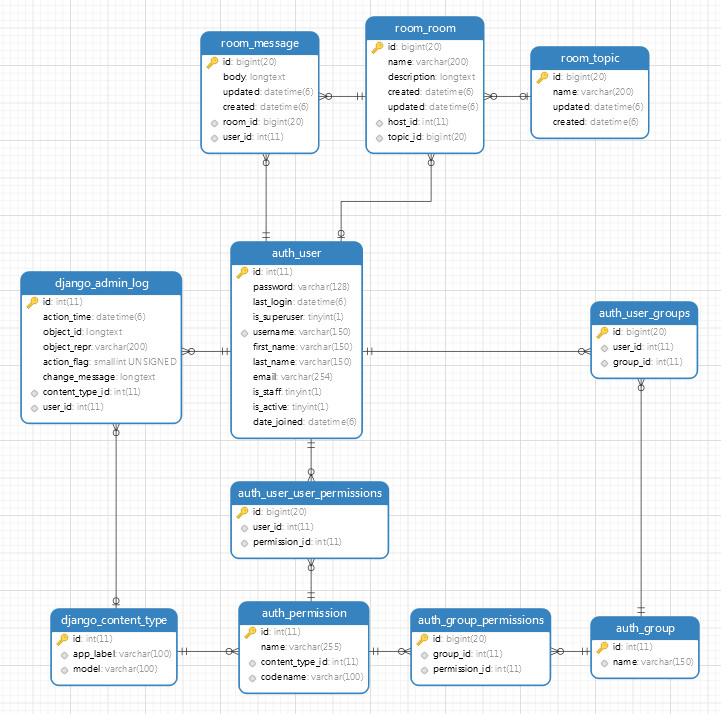 room_message
id: bigint(20)
body: longtext
updated: datetime(6)
created: datetime(6)
room_id: bigint(20)
user_id: int(11)
room_room
id: bigint(20)
name: varchar(200)
description: longtext
created: datetime(6)
updated: datetime(6)
host_id: int(11)
topic_id: bigint(20)
room_topic
id: bigint(20)
name: varchar(200)
updated: datetime(6)
created: datetime(6)
auth_user
id: int(11)
password: varchar(128)
last_login: datetime(6)
is_superuser: tinyint(1)
username: varchar(150)
first_name: varchar(150)
last_name: varchar(150)
email: varchar(254)
is_staff: tinyint(1)
is_active: tinyint(1)
date_joined: datetime(6)
django_admin_log
id: int(11)
action_time: datetime(6)
object_id: longtext
object_repr: varchar(200)
action_flag: smallint UNSIGNED
change_message: longtext
content_type_id: int(11)
user_id: int(11)
auth_user_groups
id: bigint(20)
user_id: int(11)
group_id: int(11)
auth_user_user_permissions
id: bigint(20)
user_id: int(11)
permission_id: int(11)
django_content_type
id: int(11)
app_label: varchar(100)
model: varchar(100)
auth_permission
id: int(11)
name: varchar(255)
content_type_id: int(11)
codename: varchar(100)
auth_group_permissions
id: bigint(20)
group_id: int(11)
permission_id: int(11)
auth_group
id: int(11)
name: varchar(150)